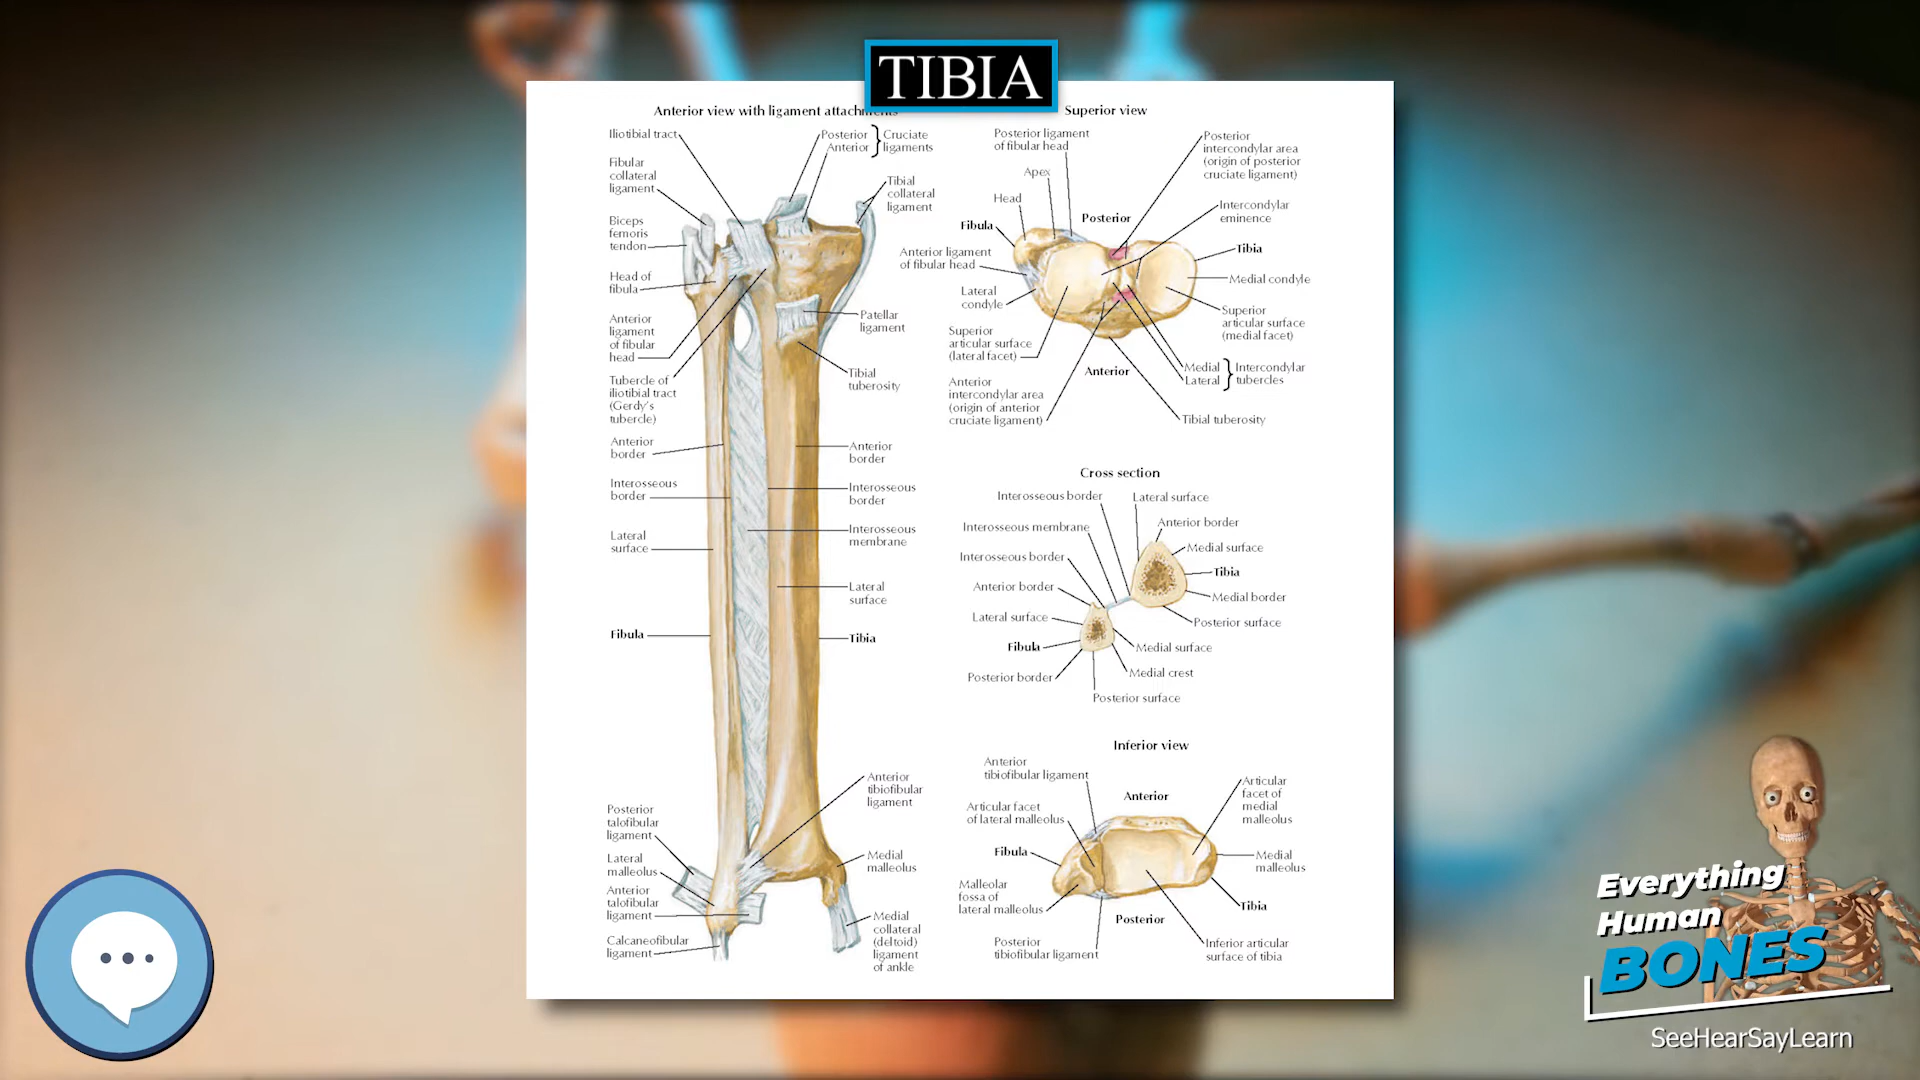 TIBIA
Anterior view with ligament attachments
Iliotibial tract
Fibular
collateral
ligament
Biceps
femoris
tendon
Head of
fibula
Anterior
ligament
of fibular
head
Tubercle of
iliotibial tract
(Gerdy's
tubercle)
Anterior
border
Interosseous
border
Lateral
surface
Fibula
Posterior
talofibular
ligament
Lateral
malleolus
Anterior
talofibular
ligament
Calcaneofibular
ligament
Posterior
Anterior
Cruciate
ligaments
Tibial
collateral
ligament
Patellar
ligament
Tibial
tuberosity
Anterior
border
Interosseous
border
Interosseous
membrane
Lateral
surface
Tibia
Anterior
tibiofibular
ligament
Medial
malleolus
Medial
collateral
(deltoid)
ligament
of ankle
Superior view
Posterior ligament
of fibular head
Apex
Head
Fibula
Anterior ligament
of fibular head
Lateral
condyle
Superior
articular surface
(lateral facet)
Anterior
intercondylar area
(origin of anterior
cruciate ligament)
Posterior
Anterior
Posterior
intercondylar area
(origin of posterior
cruciate ligament)
Intercondylar
eminence
Tibia
Medial condyle
Superior
articular surface
(medial facet)
Medial
Lateral
Intercondylar
tubercles
Tibial tuberosity
Cross section
Interosseous border
Interosseous membrane
Interosseous border
Anterior border
Lateral surface
Fibula
Posterior border
Lateral surface
Anterior border
Medial surface
Tibia
Medial border
Posterior surface
Medial surface
Medial crest
Posterior surface
Inferior view
Anterior
tibiofibular ligament
Articular facet
of lateral malleolus
Fibula
Malleolar
fossa of
lateral malleolus
Posterior
tibiofibular ligament
Anterior
Posterior
Articular
facet of
medial
malleolus
Medial
malleolus
Tibia
Inferior articular
surface of tibia
Everything
Human
BONES
SeeHearSayLearn